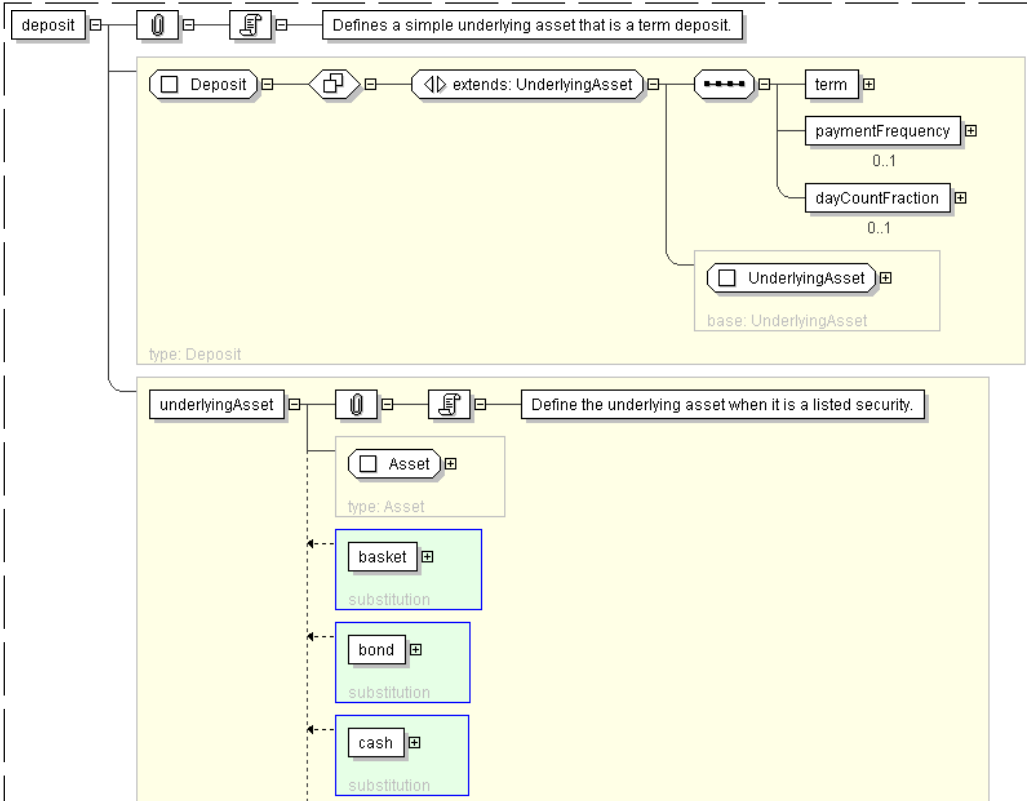 deposit
Defines a simple underlying asset that is a term deposit.
Deposit
extends: UnderlyingAsset
term
paymentFrequency
0..1
dayCountFraction
0..1
UnderlyingAsset
base: UnderlyingAsset
type: Deposit
underlyingAsset
Define the underlying asset when it is a listed security.
Asset
type: Asset
basket
substitution
bond
substitution
cash
substitution